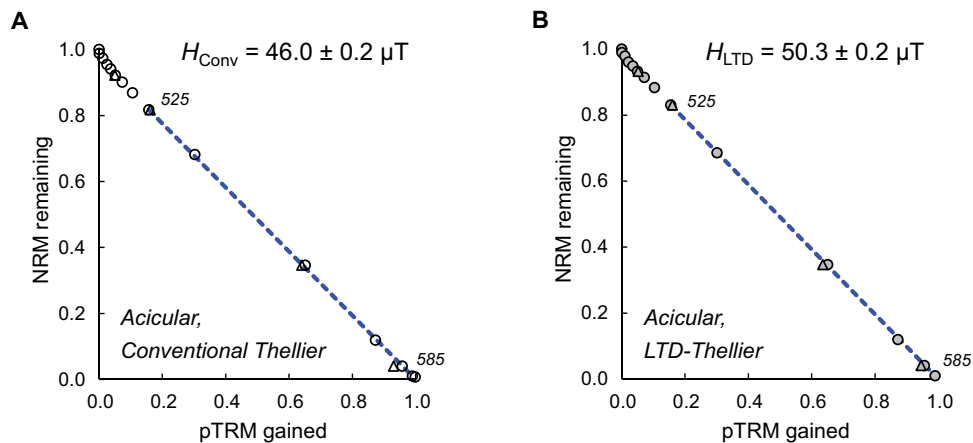 A
H_Conv = 46.0 ± 0.2 µT
1.0
0.8
0.6
0.4
0.2
0.0
NRM remaining
525
585
Acicular,
Conventional Thellier
0.0 0.2 0.4 0.6 0.8 1.0
pTRM gained
B
H_LTD = 50.3 ± 0.2 µT
1.0
0.8
0.6
0.4
0.2
0.0
NRM remaining
525
585
Acicular,
LTD-Thellier
0.0 0.2 0.4 0.6 0.8 1.0
pTRM gained